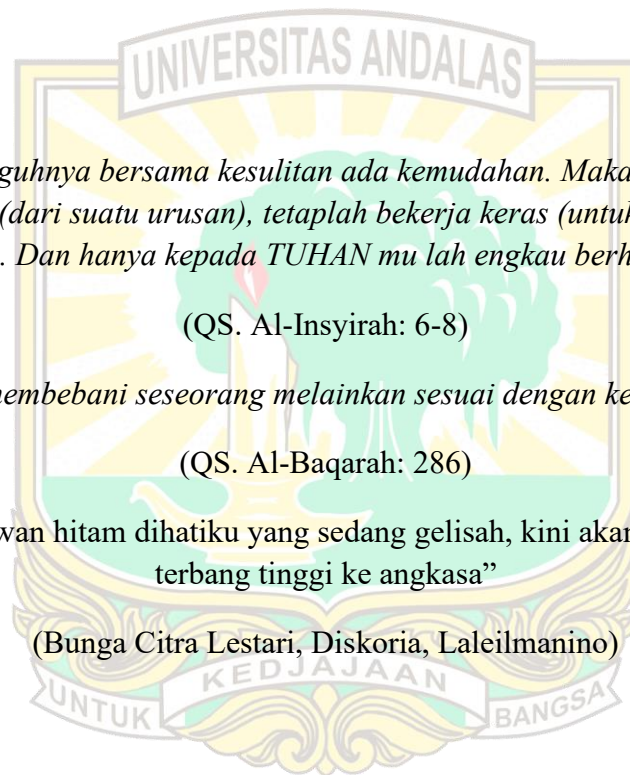 UNIVERSITAS ANDALAS
guhnya bersama kesulitan ada kemudahan. Maka
(dari suatu urusan), tetaplah bekerja keras (untuk
. Dan hanya kepada TUHAN mu lah engkau berh
(QS. Al-Insyirah: 6-8)
membebani seseorang melainkan sesuai dengan ke
(QS. Al-Baqarah: 286)
wan hitam dihatiku yang sedang gelisah, kini akan
terbang tinggi ke angkasa”
(Bunga Citra Lestari, Diskoria, Laleilmanino)
UNTUK KEDJAJAAN BANGSA